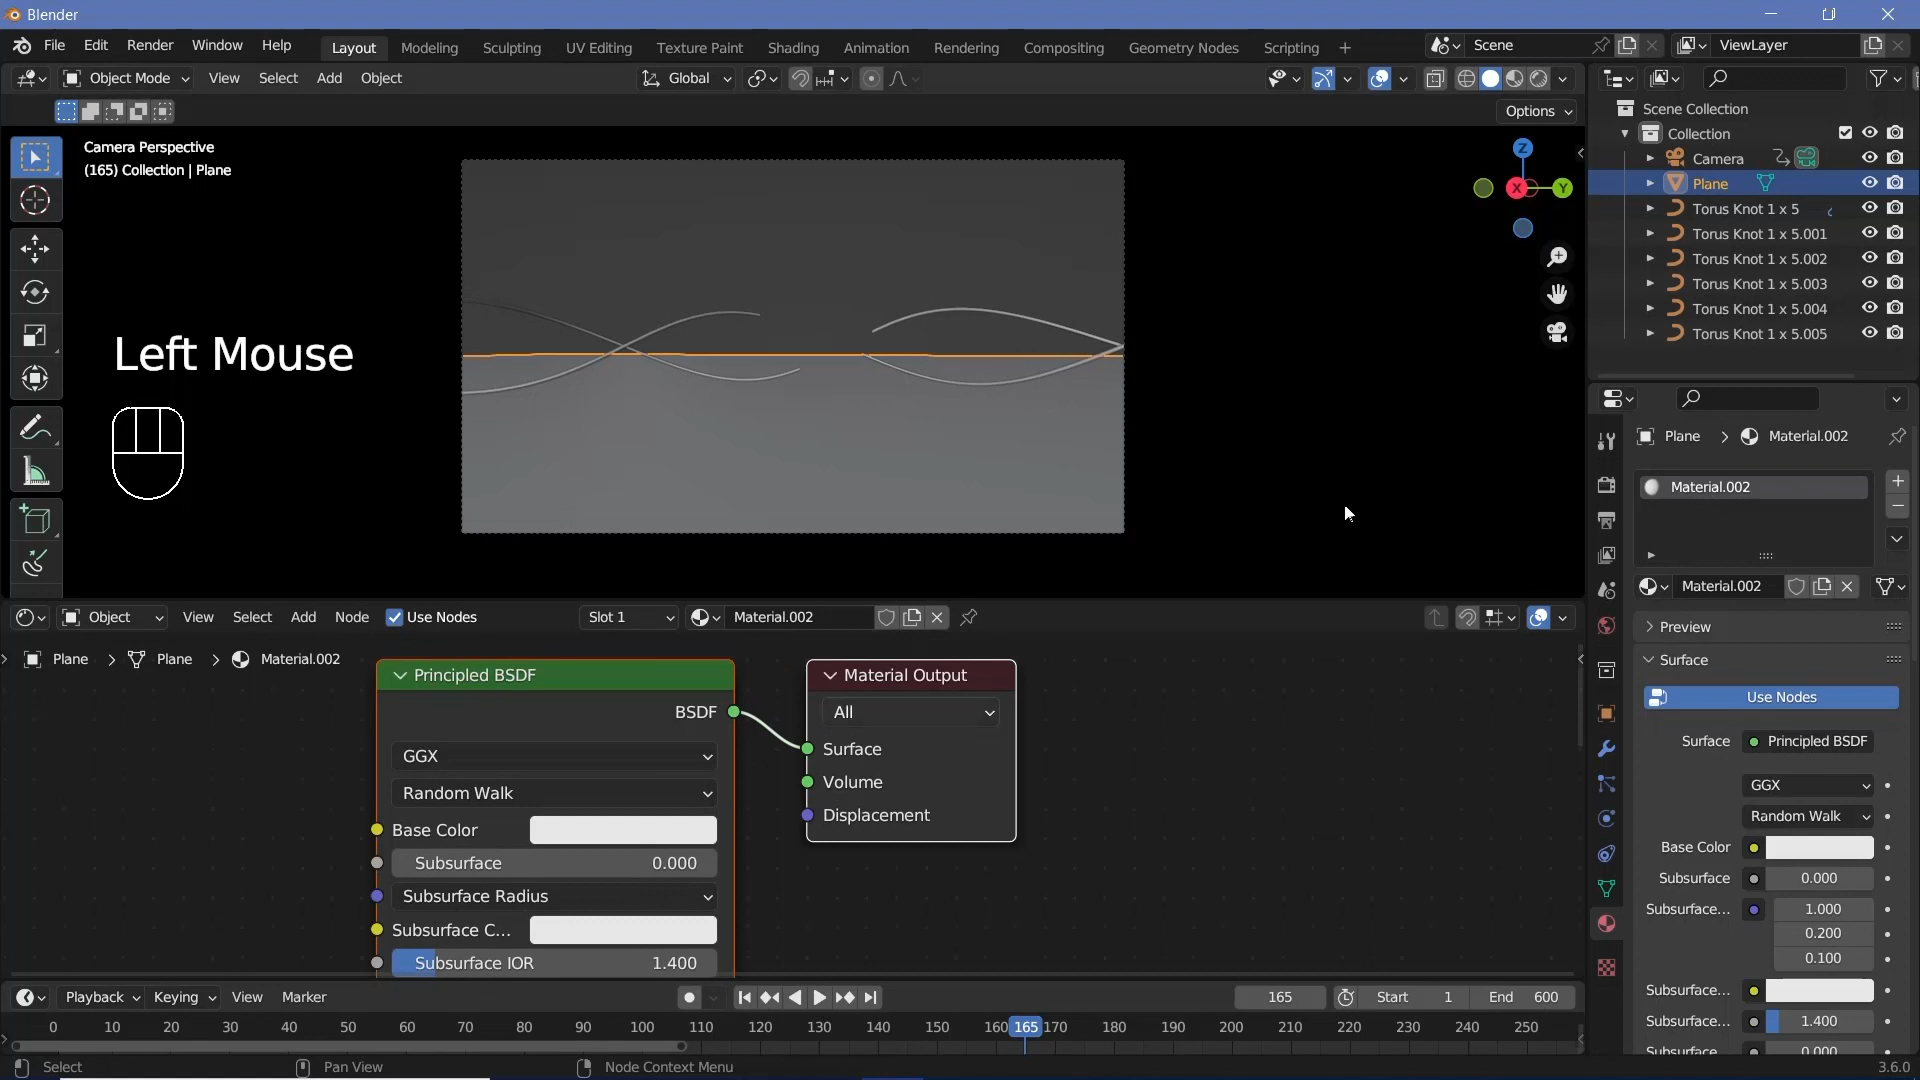 Blender
File Edit Render Window Help Layout Modeling Sculpting UV Editing Texture Paint Shading Animation Rendering Compositing Geometry Nodes Scripting + Scene ViewLayer
Object Mode View Select Add Object Global
Options
Camera Perspective
(165) Collection | Plane
Z
X
Y
Left Mouse
Scene Collection
Collection
Camera
Plane
Torus Knot 1 x 5
Torus Knot 1 x 5.001
Torus Knot 1 x 5.002
Torus Knot 1 x 5.003
Torus Knot 1 x 5.004
Torus Knot 1 x 5.005
Plane > Material.002
Material.002
Material.002
Preview
Surface
Use Nodes
Surface Principled BSDF
GGX
Random Walk
Base Color
Subsurface 0.000
Subsurface... 1.000
0.200
0.100
Subsurface...
Subsurface... 1.400
Subsurface 0.000
Object View Select Add Node Use Nodes Slot 1 Material.002
Plane > Plane > Material.002
Principled BSDF
BSDF
GGX
Random Walk
Base Color
Subsurface 0.000
Subsurface Radius
Subsurface C...
Subsurface IOR 1.400
Material Output
All
Surface
Volume
Displacement
Playback Keying View Marker 165 Start 1 End 600
0 10 20 30 40 50 60 70 80 90 100 110 120 130 140 150 160 165 170 180 190 200 210 220 230 240 250
Select Pan View Node Context Menu 3.6.0